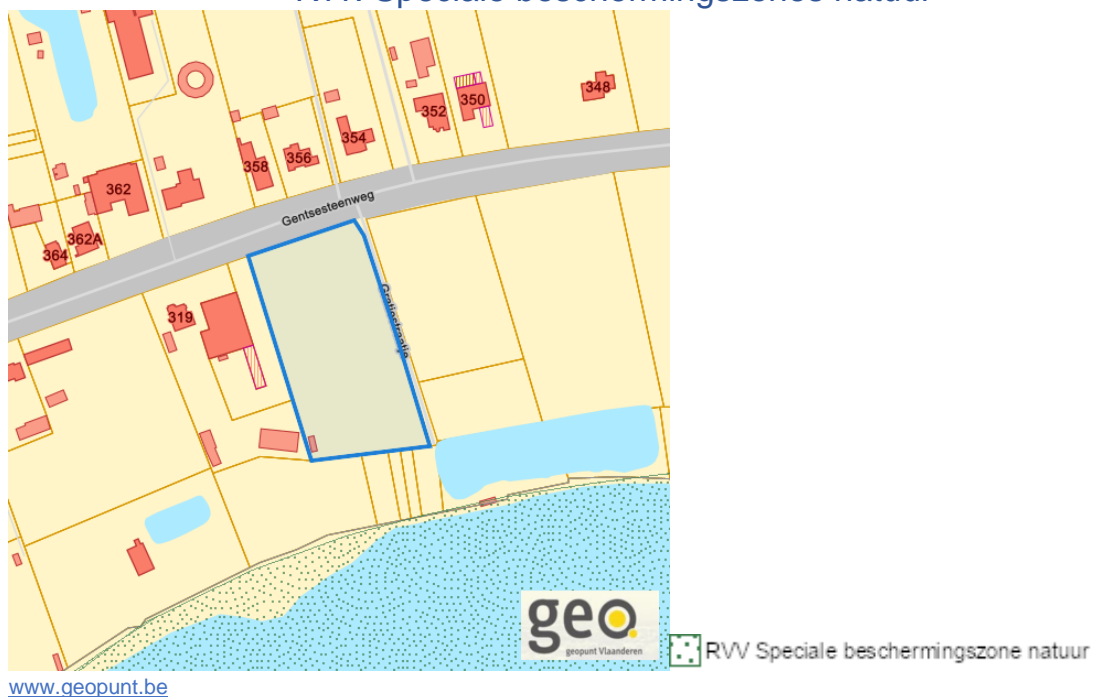 RVV Speciale beschermingszones natuur
348
350
352
354
356
358
362
362A
364
Gentsesteenweg
319
Gratiestraatje
geo.
geopunt Vlaanderen
RVV Speciale beschermingszone natuur
www.geopunt.be